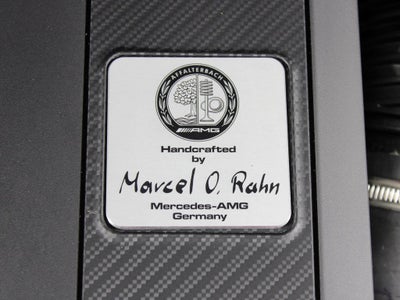 AFFALTERBACH
AMG
Handcrafted
by
Marcel O. Rahn
Mercedes-AMG
Germany